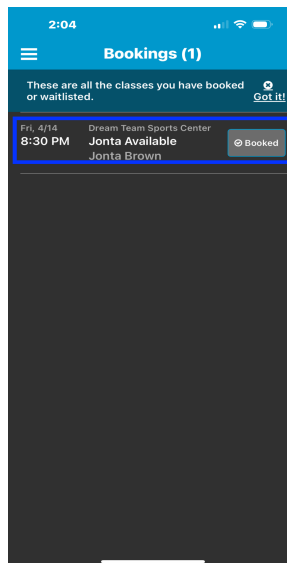 2:04
Bookings (1)
These are all the classes you have booked
or waitlisted.
Got it!
Fri, 4/14
Dream Team Sports Center
8:30 PM
Jonta Available
Booked
Jonta Brown